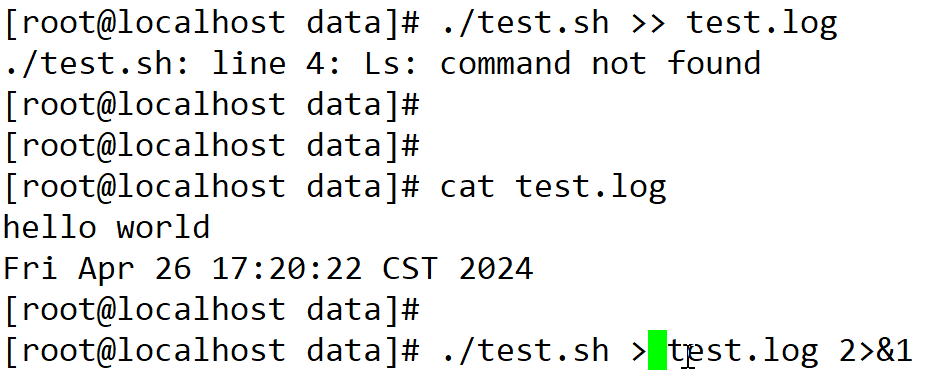 [root@localhost data]# ./test.sh >> test.log
./test.sh: line 4: Ls: command not found
[root@localhost data]#
[root@localhost data]#
[root@localhost data]# cat test.log
hello world
Fri Apr 26 17:20:22 CST 2024
[root@localhost data]#
[root@localhost data]# ./test.sh > test.log 2>&1